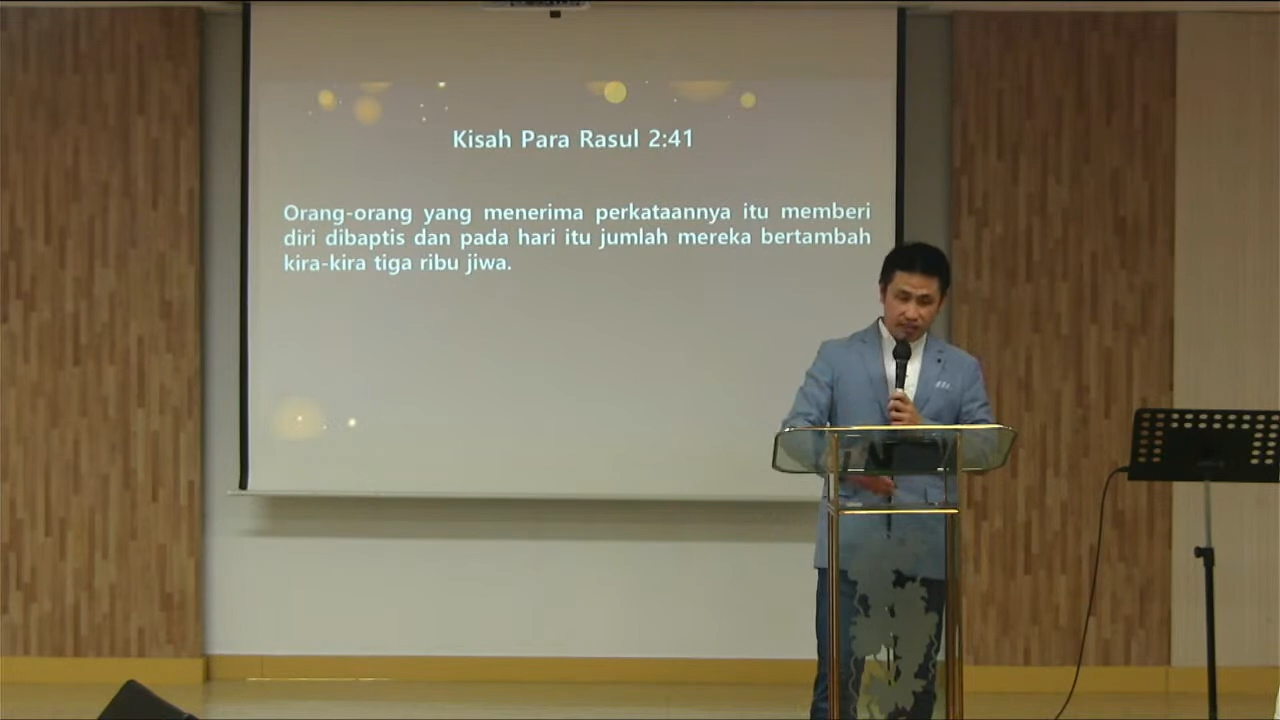 Kisah Para Rasul 2:41
Orang-orang yang menerima perkataannya itu memberi
diri dibaptis dan pada hari itu jumlah mereka bertambah
kira-kira tiga ribu jiwa.